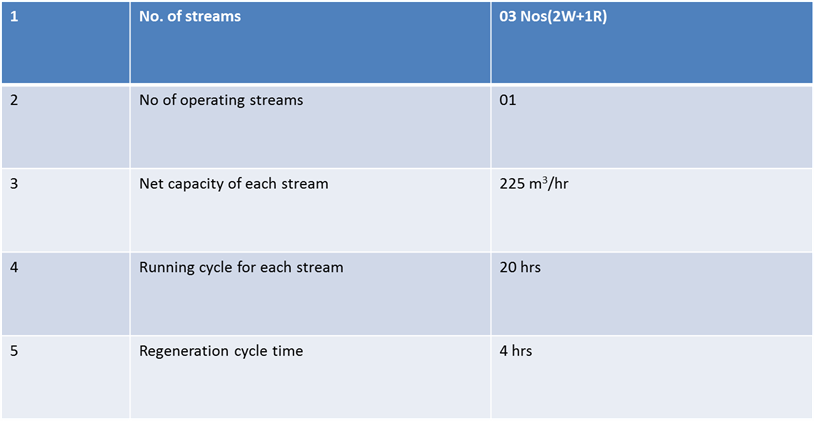 1 No. of streams 03 Nos(2W+1R)
2 No of operating streams 01
3 Net capacity of each stream 225 m³/hr
4 Running cycle for each stream 20 hrs
5 Regeneration cycle time 4 hrs